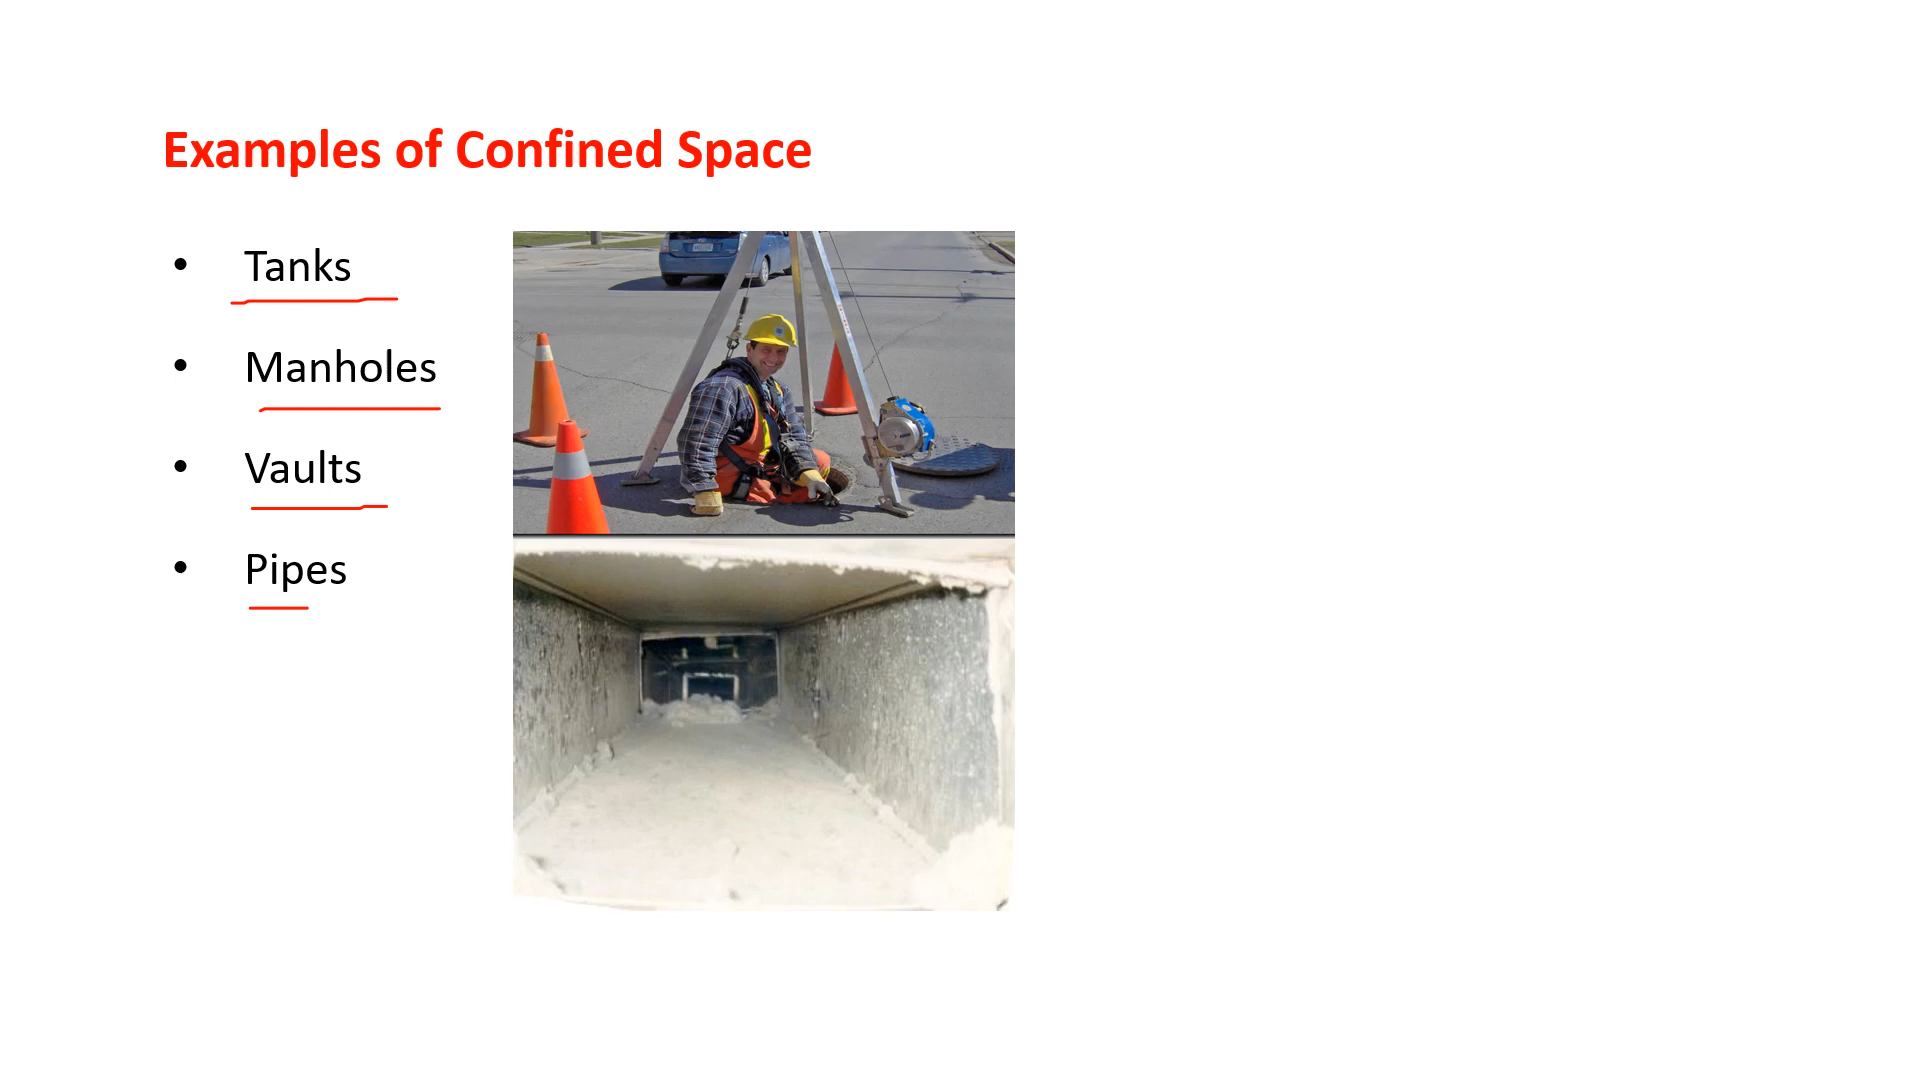 Examples of Confined Space
• Tanks
• Manholes
• Vaults
• Pipes